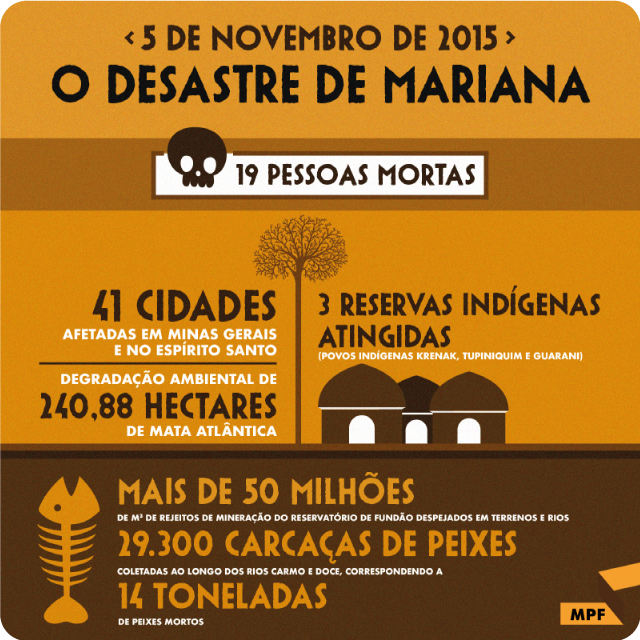 ‹ 5 DE NOVEMBRO DE 2015 ›
O DESASTRE DE MARIANA
19 PESSOAS MORTAS
41 CIDADES
AFETADAS EM MINAS GERAIS
E NO ESPÍRITO SANTO
DEGRADAÇÃO AMBIENTAL DE
240,88 HECTARES
DE MATA ATLÂNTICA
3 RESERVAS INDÍGENAS
ATINGIDAS
(POVOS INDÍGENAS KRENAK, TUPINIQUIM E GUARANI)
MAIS DE 50 MILHÕES
DE M³ DE REJEITOS DE MINERAÇÃO DO RESERVATÓRIO DE FUNDÃO DESPEJADOS EM TERRENOS E RIOS
29.300 CARCAÇAS DE PEIXES
COLETADAS AO LONGO DOS RIOS CARMO E DOCE, CORRESPONDENDO A
14 TONELADAS
DE PEIXES MORTOS
MPF